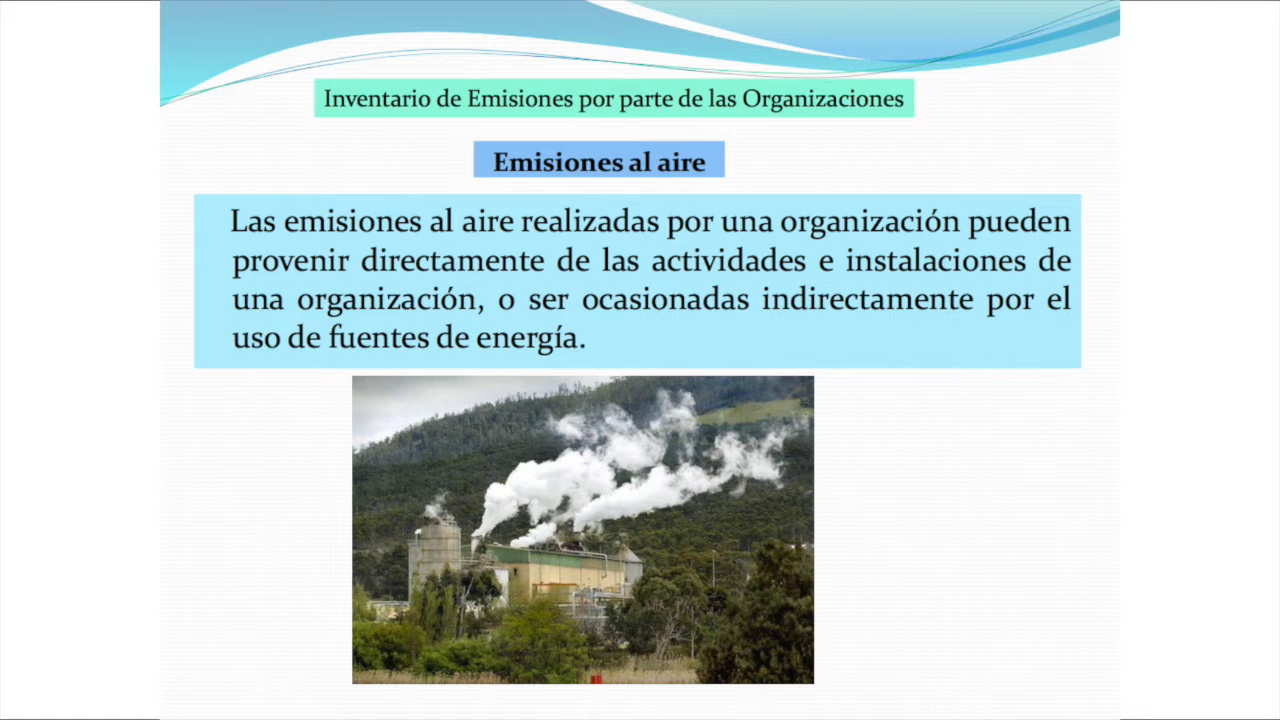 Inventario de Emisiones por parte de las Organizaciones
Emisiones al aire
Las emisiones al aire realizadas por una organización pueden
provenir directamente de las actividades e instalaciones de
una organización, o ser ocasionadas indirectamente por el
uso de fuentes de energía.